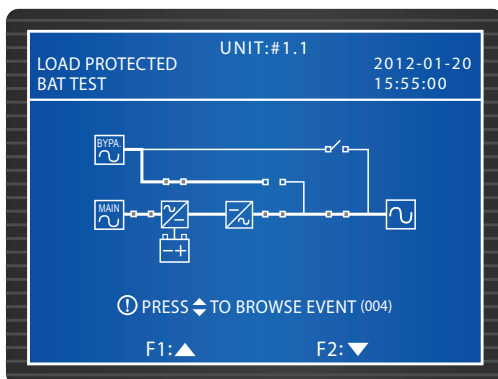 UNIT:#1.1
LOAD PROTECTED
2012-01-20
BAT TEST
15:55:00
BYPA.
MAIN
! PRESS TO BROWSE EVENT (004)
F1:
F2: